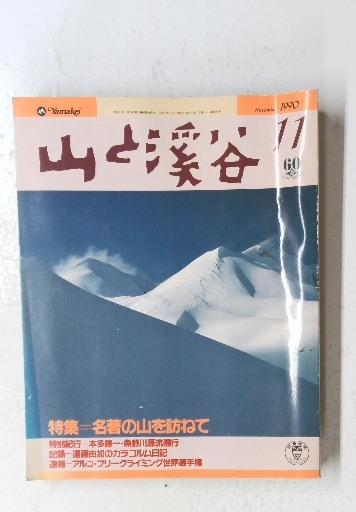 Yamakei
November 1990
11
山と溪谷
60
特集=名著の山を訪ねて
特別紀行—本多勝一・魚野川源流遡行
記録—遠藤由加のカラコルム日記
速報—アルコ・フリークライミング世界選手権